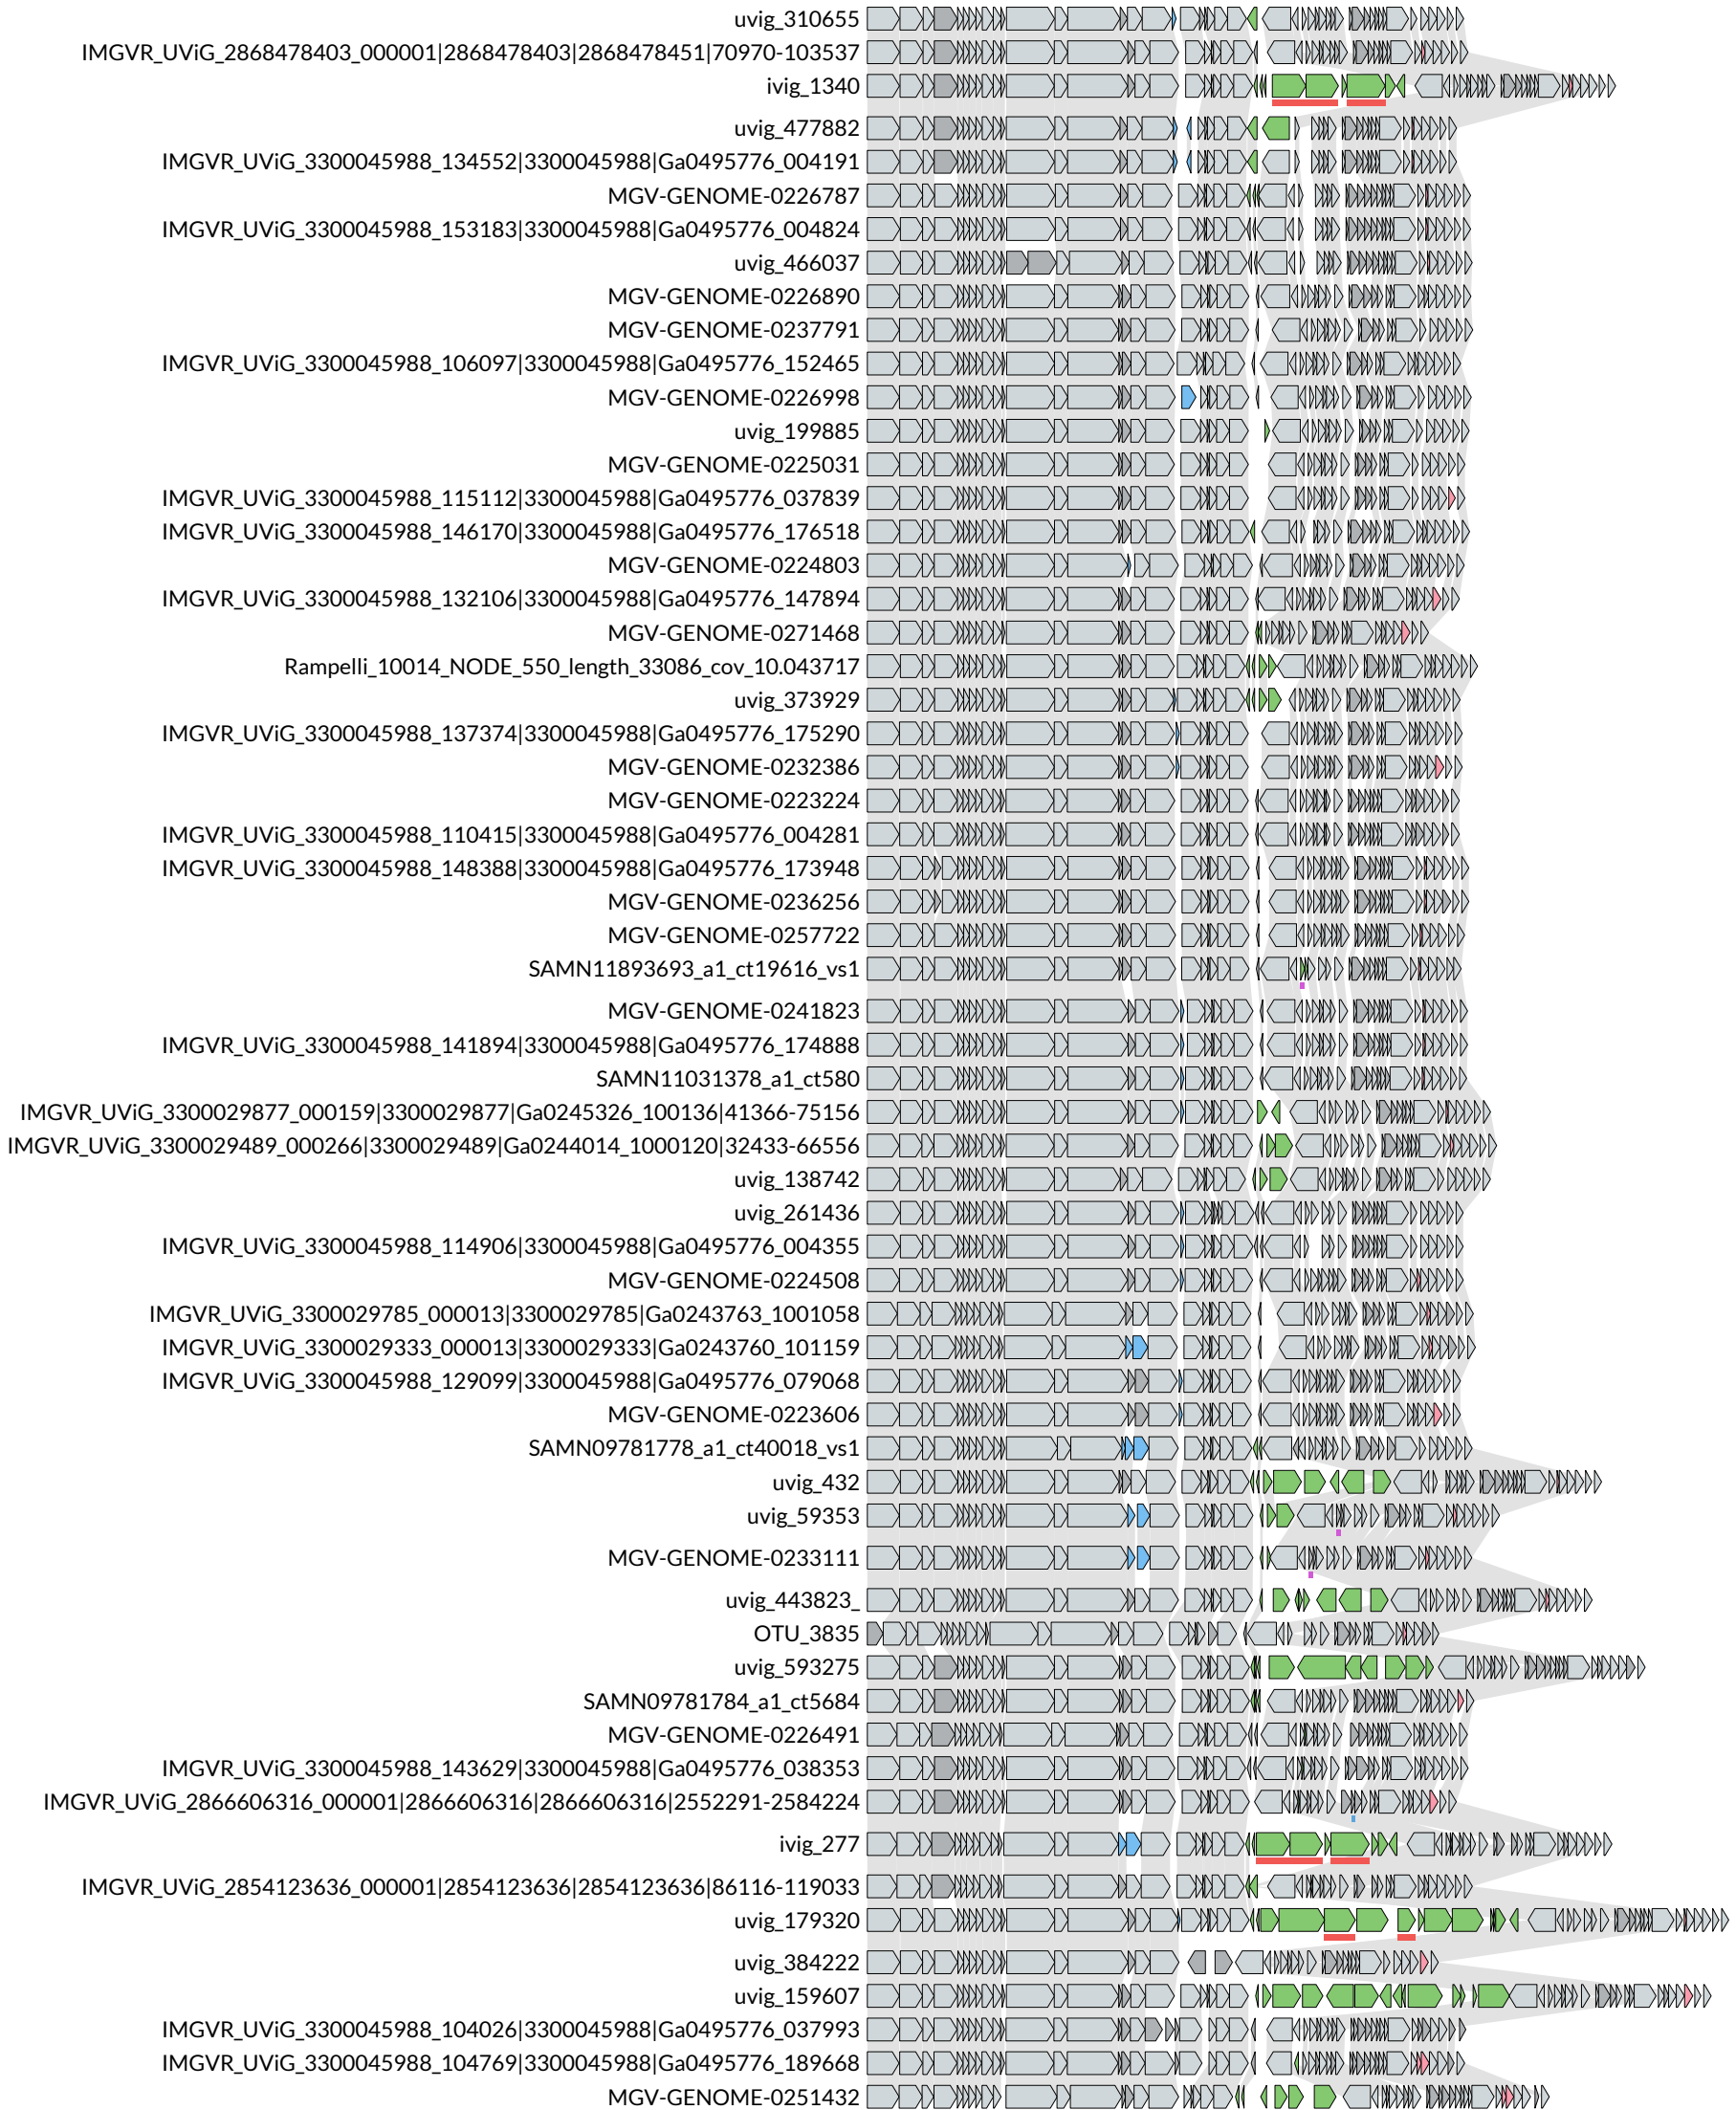 uvig_310655
IMGVR_UViG_2868478403_000001|2868478403|2868478451|70970-103537
ivig_1340
uvig_477882
IMGVR_UViG_3300045988_134552|3300045988|Ga0495776_004191
MGV-GENOME-0226787
IMGVR_UViG_3300045988_153183|3300045988|Ga0495776_004824
uvig_466037
MGV-GENOME-0226890
MGV-GENOME-0237791
IMGVR_UViG_3300045988_106097|3300045988|Ga0495776_152465
MGV-GENOME-0226998
uvig_199885
MGV-GENOME-0225031
IMGVR_UViG_3300045988_115112|3300045988|Ga0495776_037839
IMGVR_UViG_3300045988_146170|3300045988|Ga0495776_176518
MGV-GENOME-0224803
IMGVR_UViG_3300045988_132106|3300045988|Ga0495776_147894
MGV-GENOME-0271468
Rampelli_10014_NODE_550_length_33086_cov_10.043717
uvig_373929
IMGVR_UViG_3300045988_137374|3300045988|Ga0495776_175290
MGV-GENOME-0232386
MGV-GENOME-0223224
IMGVR_UViG_3300045988_110415|3300045988|Ga0495776_004281
IMGVR_UViG_3300045988_148388|3300045988|Ga0495776_173948
MGV-GENOME-0236256
MGV-GENOME-0257722
SAMN11893693_a1_ct19616_vs1
MGV-GENOME-0241823
IMGVR_UViG_3300045988_141894|3300045988|Ga0495776_174888
SAMN11031378_a1_ct580
IMGVR_UViG_3300029877_000159|3300029877|Ga0245326_100136|41366-75156
IMGVR_UViG_3300029489_000266|3300029489|Ga0244014_1000120|32433-66556
uvig_138742
uvig_261436
IMGVR_UViG_3300045988_114906|3300045988|Ga0495776_004355
MGV-GENOME-0224508
IMGVR_UViG_3300029785_000013|3300029785|Ga0243763_1001058
IMGVR_UViG_3300029333_000013|3300029333|Ga0243760_101159
IMGVR_UViG_3300045988_129099|3300045988|Ga0495776_079068
MGV-GENOME-0223606
SAMN09781778_a1_ct40018_vs1
uvig_432
uvig_59353
MGV-GENOME-0233111
uvig_443823_
OTU_3835
uvig_593275
SAMN09781784_a1_ct5684
MGV-GENOME-0226491
IMGVR_UViG_3300045988_143629|3300045988|Ga0495776_038353
IMGVR_UViG_2866606316_000001|2866606316|2866606316|2552291-2584224
ivig_277
IMGVR_UViG_2854123636_000001|2854123636|2854123636|86116-119033
uvig_179320
uvig_384222
uvig_159607
IMGVR_UViG_3300045988_104026|3300045988|Ga0495776_037993
IMGVR_UViG_3300045988_104769|3300045988|Ga0495776_189668
MGV-GENOME-0251432